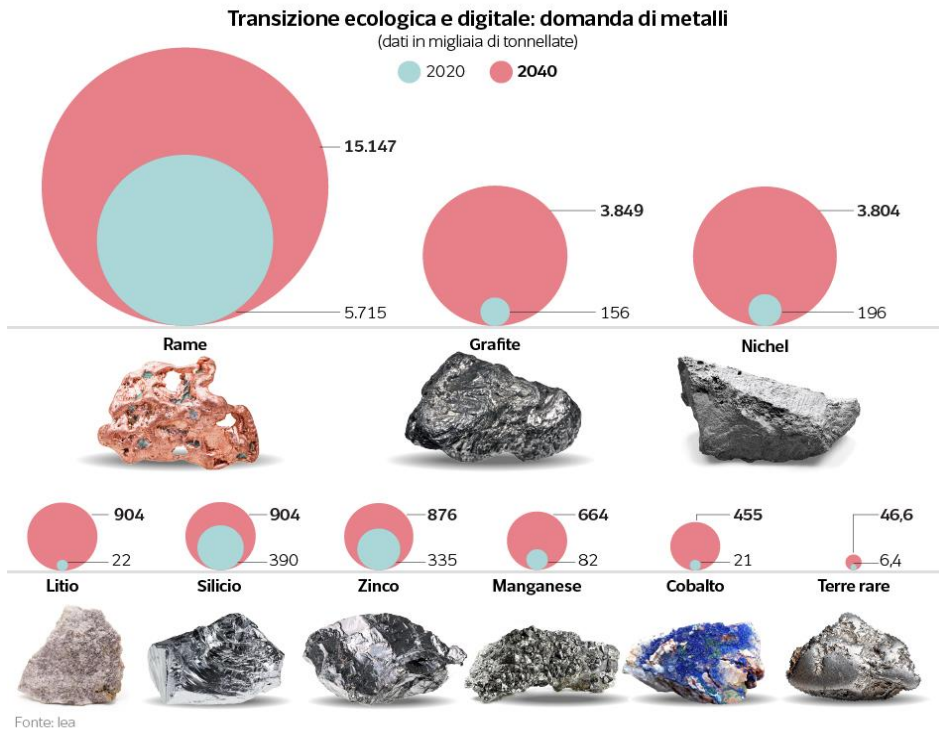 Transizione ecologica e digitale: domanda di metalli
(dati in migliaia di tonnellate)
2020 2040
15.147
5.715
3.849
156
3.804
196
Rame Grafite Nichel
904 904 876 664 455 46,6
22 390 335 82 21 6,4
Litio Silicio Zinco Manganese Cobalto Terre rare
Fonte: Iea